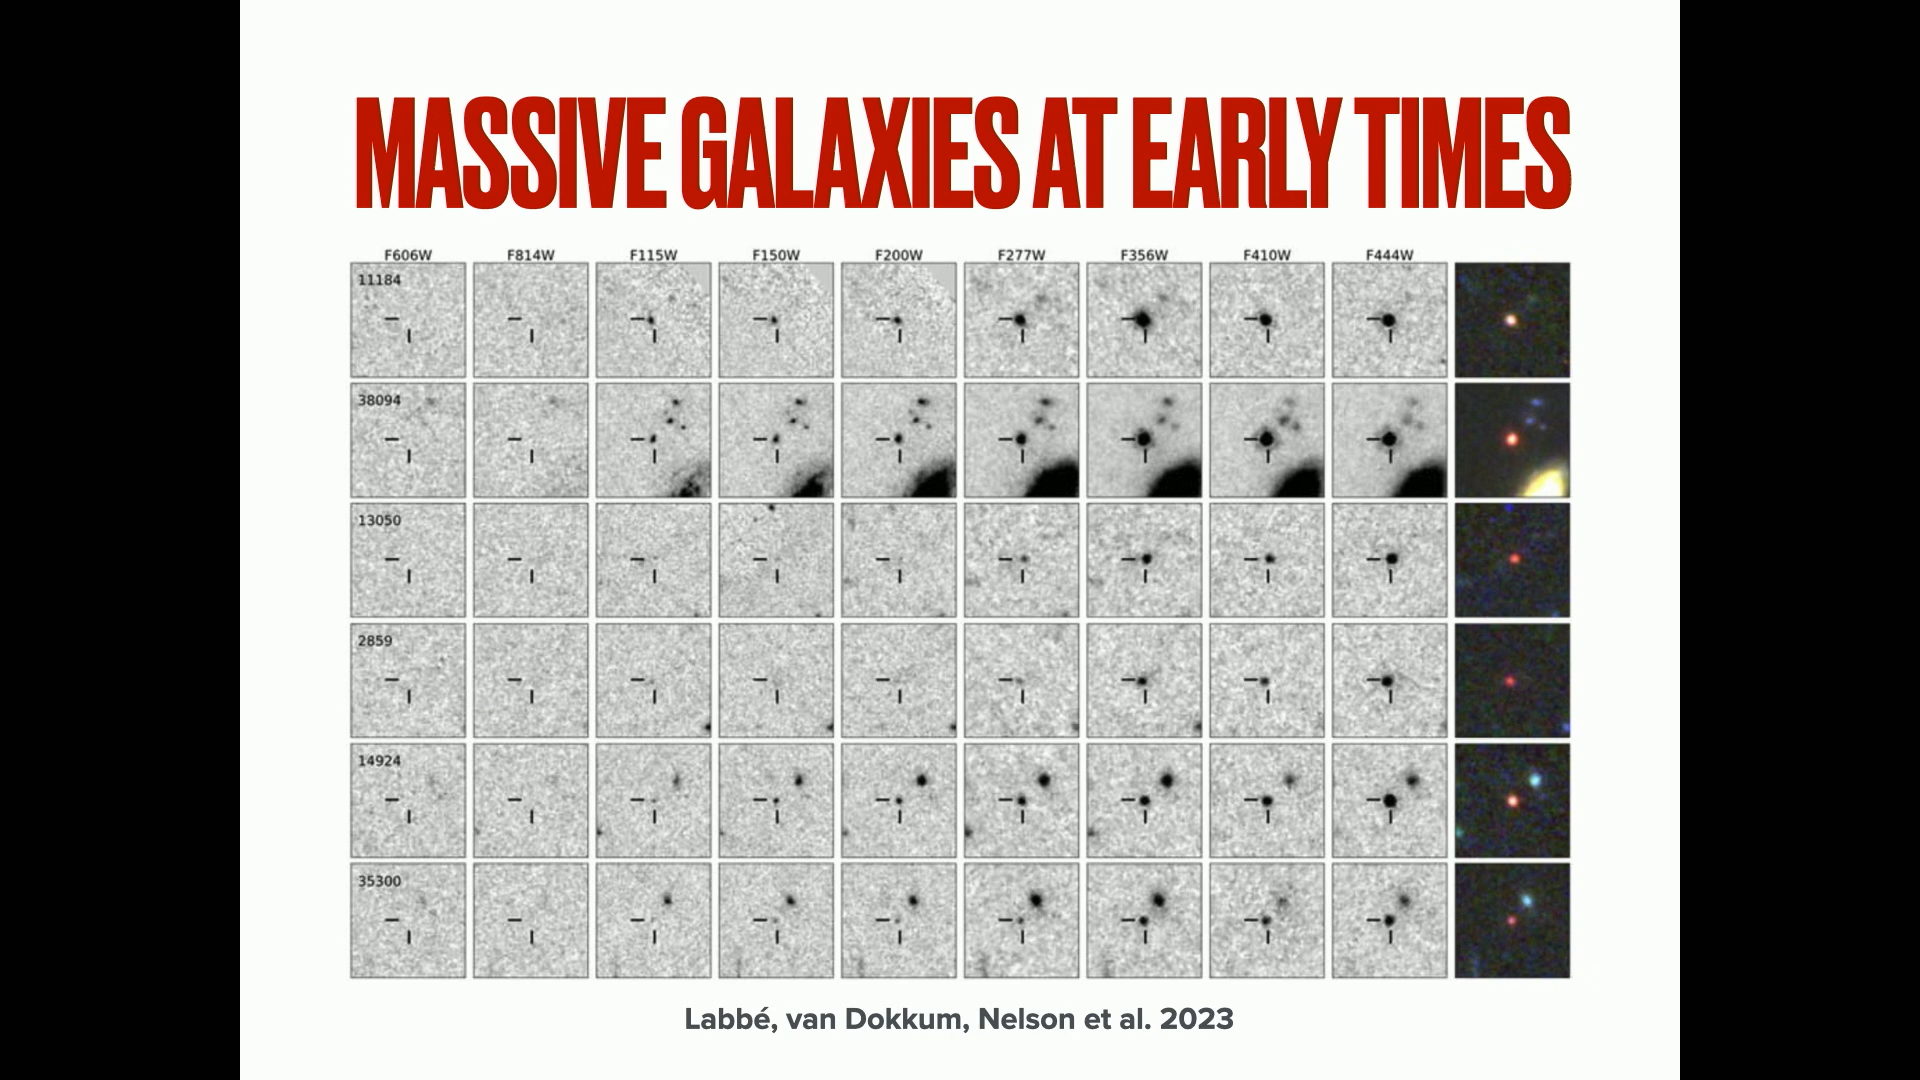 MASSIVE GALAXIES AT EARLY TIMES
F606W F814W F115W F150W F200W F277W F356W F410W F444W
11184
38094
13050
2859
14924
35300
Labbé, van Dokkum, Nelson et al. 2023